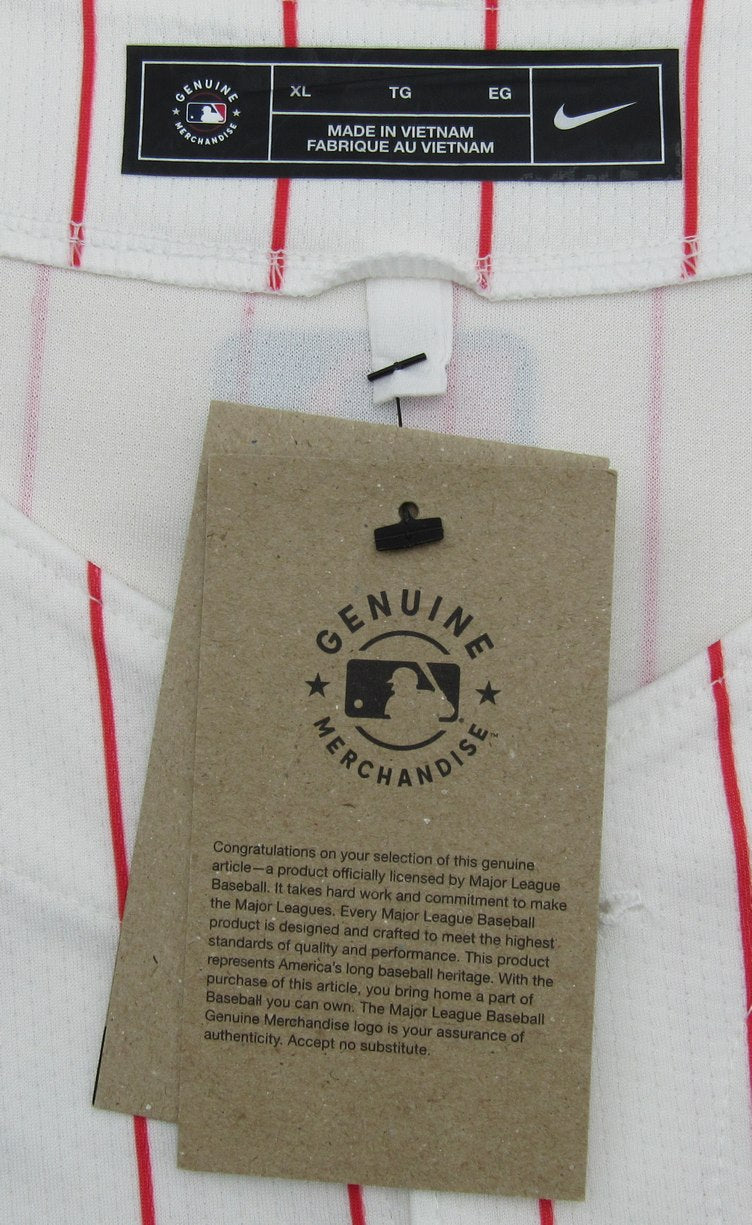 GENUINE
MERCHANDISE
XL TG EG
MADE IN VIETNAM
FABRIQUE AU VIETNAM
GENUINE
MERCHANDISE™
Congratulations on your selection of this genuine
article—a product officially licensed by Major League
Baseball. It takes hard work and commitment to make
the Major Leagues. Every Major League Baseball
product is designed and crafted to meet the highest
standards of quality and performance. This product
represents America's long baseball heritage. With the
purchase of this article, you bring home a part of
Baseball you can own. The Major League Baseball
Genuine Merchandise logo is your assurance of
authenticity. Accept no substitute.